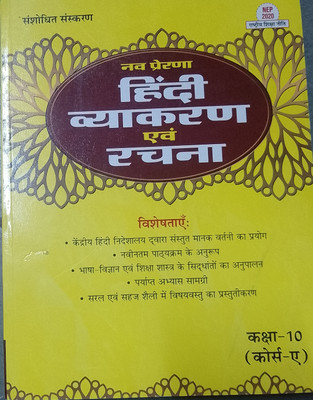 संशोधित संस्करण
NEP
2020
राष्ट्रीय शिक्षा नीति
नव प्रेरणा
हिंदी
व्याकरण
एवं
रचना
विशेषताएँ:
• केंद्रीय हिंदी निदेशालय द्वारा संस्तुत मानक वर्तनी का प्रयोग
• नवीनतम पाठ्यक्रम के अनुरूप
• भाषा-विज्ञान एवं शिक्षा शास्त्र के सिद्धांतों का अनुपालन
• पर्याप्त अभ्यास सामग्री
• सरल एवं सहज शैली में विषयवस्तु का प्रस्तुतीकरण
कक्षा-10
(कोर्स-ए)